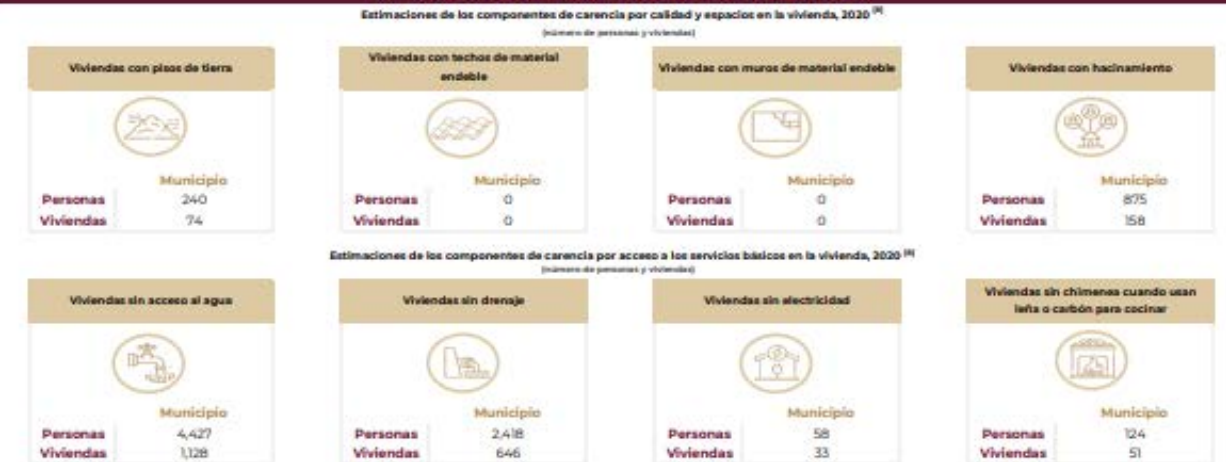 Estimaciones de los componentes de carencia por calidad y espacios en la vivienda, 2020 [8]
(número de personas y viviendas)
Viviendas con pisos de tierra
Municipio
Personas 240
Viviendas 74
Viviendas con techos de material
endeble
Municipio
Personas 0
Viviendas 0
Viviendas con muros de material endeble
Municipio
Personas 0
Viviendas 0
Viviendas con hacinamiento
Municipio
Personas 875
Viviendas 158
Estimaciones de los componentes de carencia por acceso a los servicios básicos en la vivienda, 2020
(número de personas y viviendas)
Viviendas sin acceso al agua
Municipio
Personas 4,427
Viviendas 1,128
Viviendas sin drenaje
Municipio
Personas 2,418
Viviendas 646
Viviendas sin electricidad
Municipio
Personas 58
Viviendas 33
Viviendas sin chimenea cuando usan
leña o carbón para cocinar
Municipio
Personas 124
Viviendas 51